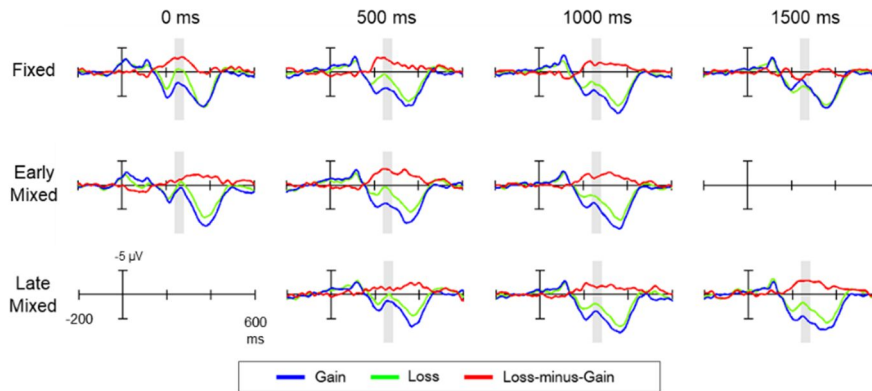 0 ms 500 ms 1000 ms 1500 ms
Fixed
Early
Mixed
Late
Mixed
-5 µV
-200 600
ms
Gain Loss Loss-minus-Gain